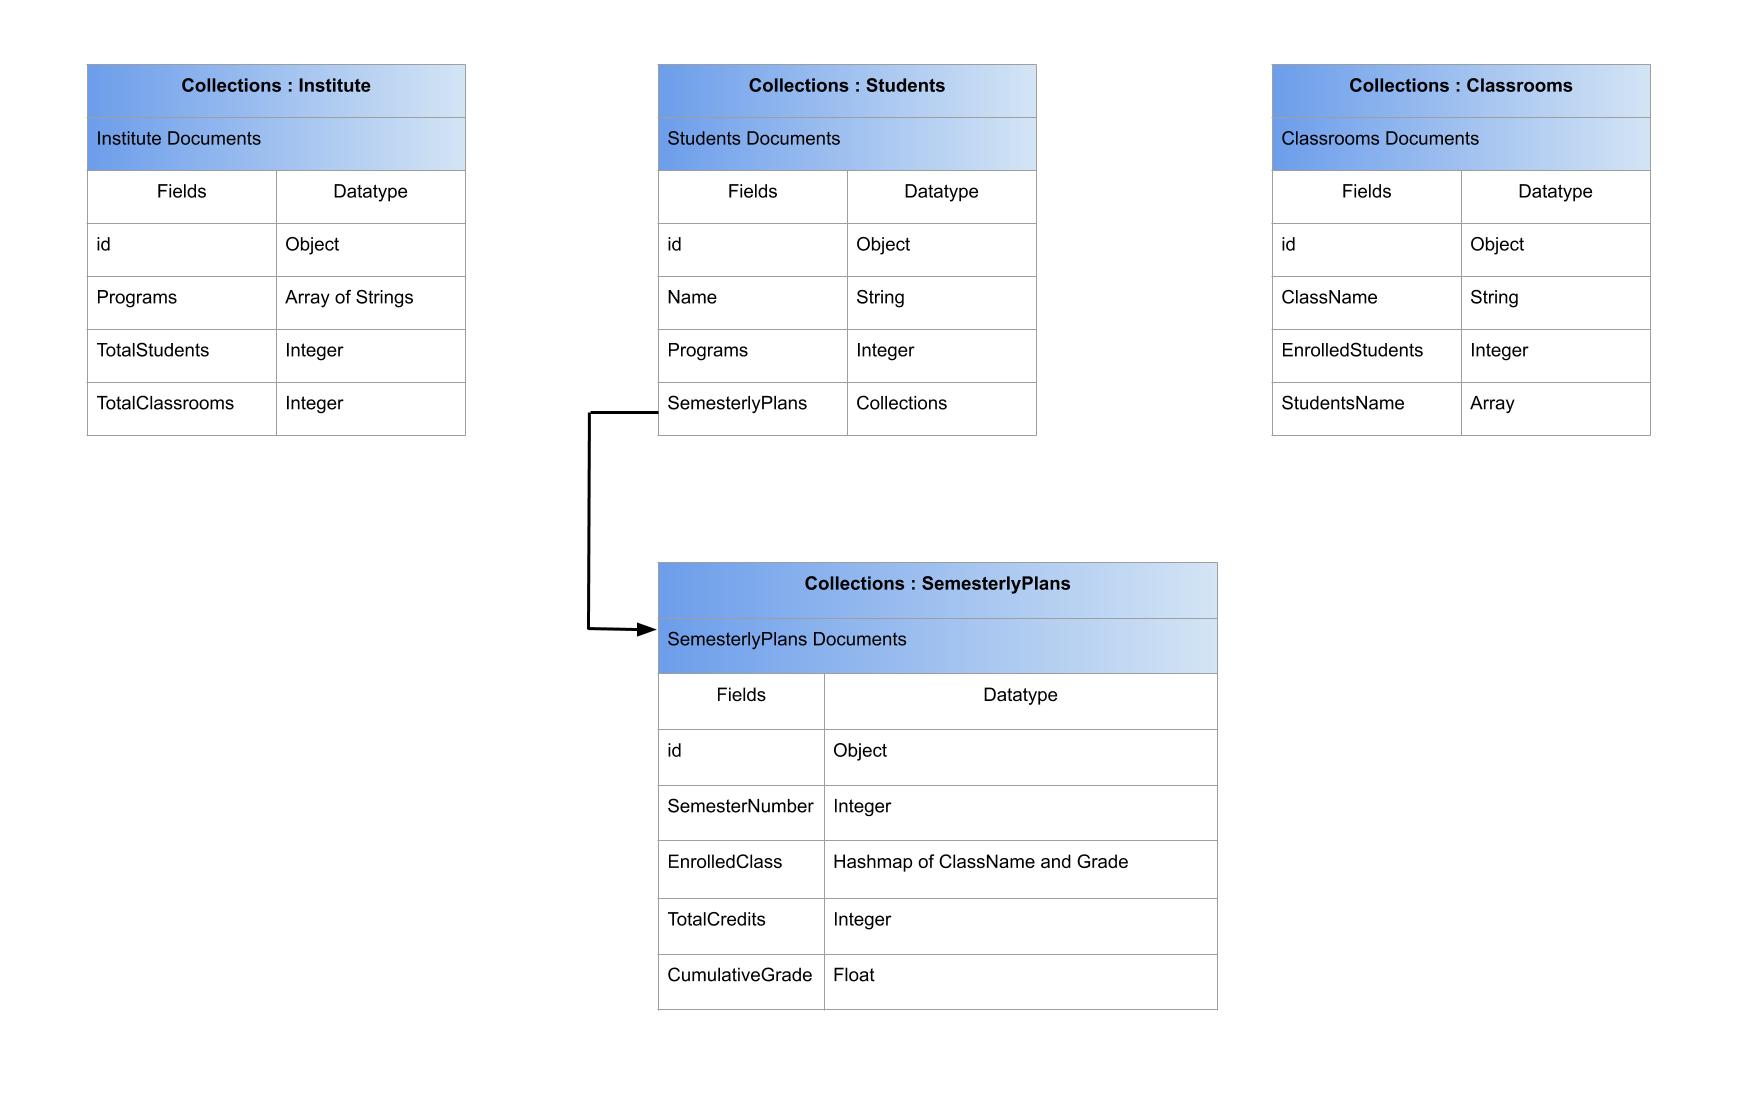 Collections : Institute
Institute Documents
Fields Datatype
id Object
Programs Array of Strings
TotalStudents Integer
TotalClassrooms Integer
Collections : Students
Students Documents
Fields Datatype
id Object
Name String
Programs Integer
SemesterlyPlans Collections
Collections : Classrooms
Classrooms Documents
Fields Datatype
id Object
ClassName String
EnrolledStudents Integer
StudentsName Array
Collections : SemesterlyPlans
SemesterlyPlans Documents
Fields Datatype
id Object
SemesterNumber Integer
EnrolledClass Hashmap of ClassName and Grade
TotalCredits Integer
CumulativeGrade Float